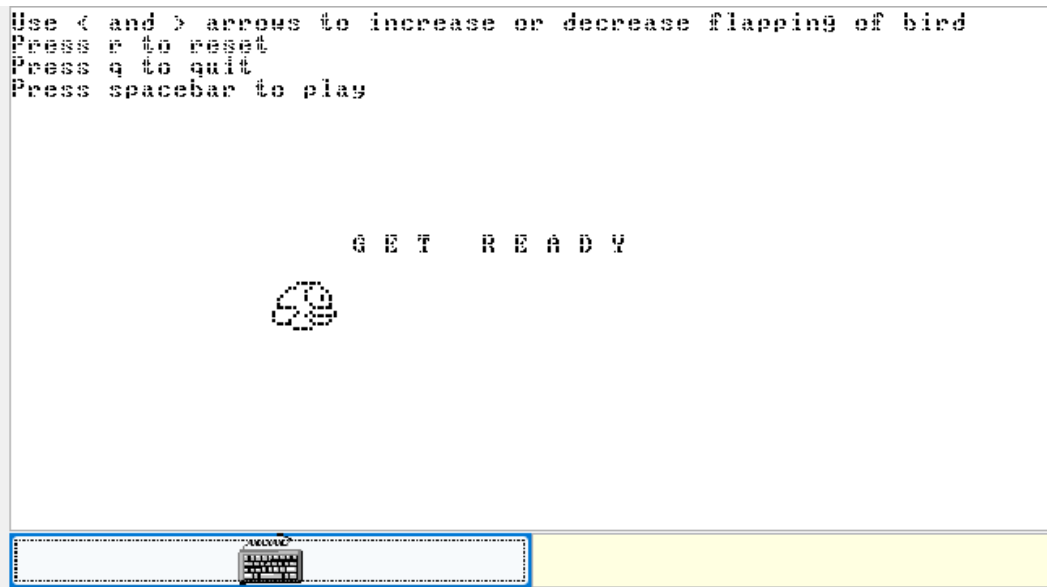 Use < and > arrows to increase or decrease flapping of bird
Press r to reset
Press q to quit
Press spacebar to play
G E T  R E A D Y